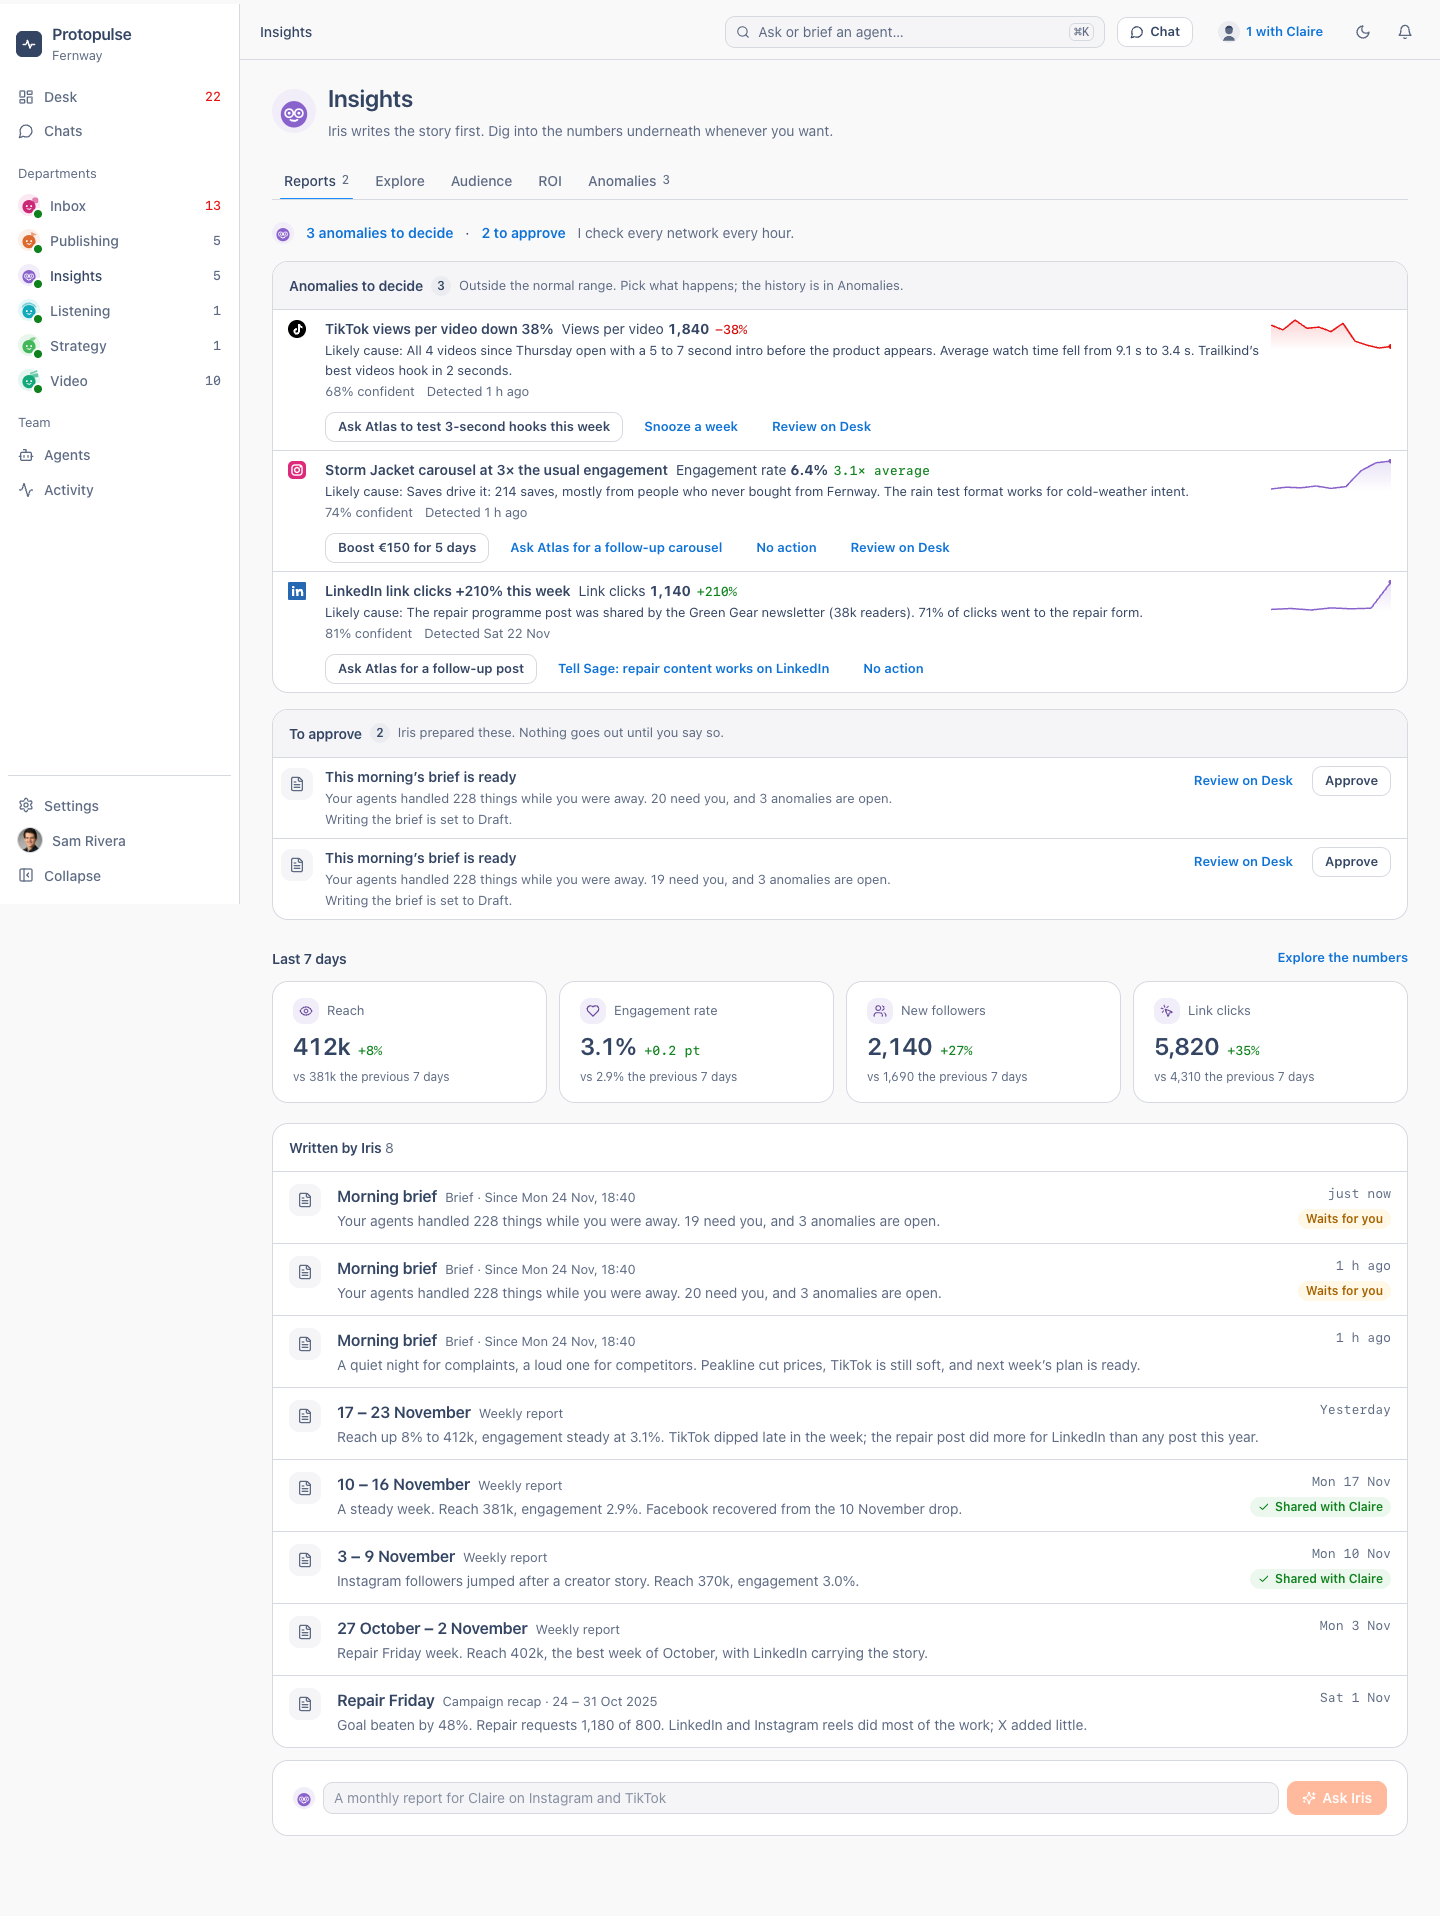 Protopulse
Fernway
Desk 22
Chats
Departments
Inbox 13
Publishing 5
Insights 5
Listening 1
Strategy 1
Video 10
Team
Agents
Activity
Settings
Sam Rivera
Collapse
Insights
Ask or brief an agent…
⌘K
Chat
1 with Claire
Insights
Iris writes the story first. Dig into the numbers underneath whenever you want.
Reports 2 Explore Audience ROI Anomalies 3
3 anomalies to decide · 2 to approve I check every network every hour.
Anomalies to decide 3 Outside the normal range. Pick what happens; the history is in Anomalies.
TikTok views per video down 38% Views per video 1,840 −38%
Likely cause: All 4 videos since Thursday open with a 5 to 7 second intro before the product appears. Average watch time fell from 9.1 s to 3.4 s. Trailkind’s
best videos hook in 2 seconds.
68% confident Detected 1 h ago
Ask Atlas to test 3-second hooks this week Snooze a week Review on Desk
Storm Jacket carousel at 3× the usual engagement Engagement rate 6.4% 3.1× average
Likely cause: Saves drive it: 214 saves, mostly from people who never bought from Fernway. The rain test format works for cold-weather intent.
74% confident Detected 1 h ago
Boost €150 for 5 days Ask Atlas for a follow-up carousel No action Review on Desk
LinkedIn link clicks +210% this week Link clicks 1,140 +210%
Likely cause: The repair programme post was shared by the Green Gear newsletter (38k readers). 71% of clicks went to the repair form.
81% confident Detected Sat 22 Nov
Ask Atlas for a follow-up post Tell Sage: repair content works on LinkedIn No action
To approve 2 Iris prepared these. Nothing goes out until you say so.
This morning’s brief is ready
Your agents handled 228 things while you were away. 20 need you, and 3 anomalies are open.
Writing the brief is set to Draft.
Review on Desk Approve
This morning’s brief is ready
Your agents handled 228 things while you were away. 19 need you, and 3 anomalies are open.
Writing the brief is set to Draft.
Review on Desk Approve
Last 7 days Explore the numbers
Reach
412k +8%
vs 381k the previous 7 days
Engagement rate
3.1% +0.2 pt
vs 2.9% the previous 7 days
New followers
2,140 +27%
vs 1,690 the previous 7 days
Link clicks
5,820 +35%
vs 4,310 the previous 7 days
Written by Iris 8
Morning brief Brief · Since Mon 24 Nov, 18:40 just now
Your agents handled 228 things while you were away. 19 need you, and 3 anomalies are open. Waits for you
Morning brief Brief · Since Mon 24 Nov, 18:40 1 h ago
Your agents handled 228 things while you were away. 20 need you, and 3 anomalies are open. Waits for you
Morning brief Brief · Since Mon 24 Nov, 18:40 1 h ago
A quiet night for complaints, a loud one for competitors. Peakline cut prices, TikTok is still soft, and next week’s plan is ready.
17 – 23 November Weekly report Yesterday
Reach up 8% to 412k, engagement steady at 3.1%. TikTok dipped late in the week; the repair post did more for LinkedIn than any post this year.
10 – 16 November Weekly report Mon 17 Nov
A steady week. Reach 381k, engagement 2.9%. Facebook recovered from the 10 November drop. Shared with Claire
3 – 9 November Weekly report Mon 10 Nov
Instagram followers jumped after a creator story. Reach 370k, engagement 3.0%. Shared with Claire
27 October – 2 November Weekly report Mon 3 Nov
Repair Friday week. Reach 402k, the best week of October, with LinkedIn carrying the story.
Repair Friday Campaign recap · 24 – 31 Oct 2025 Sat 1 Nov
Goal beaten by 48%. Repair requests 1,180 of 800. LinkedIn and Instagram reels did most of the work; X added little.
A monthly report for Claire on Instagram and TikTok
Ask Iris